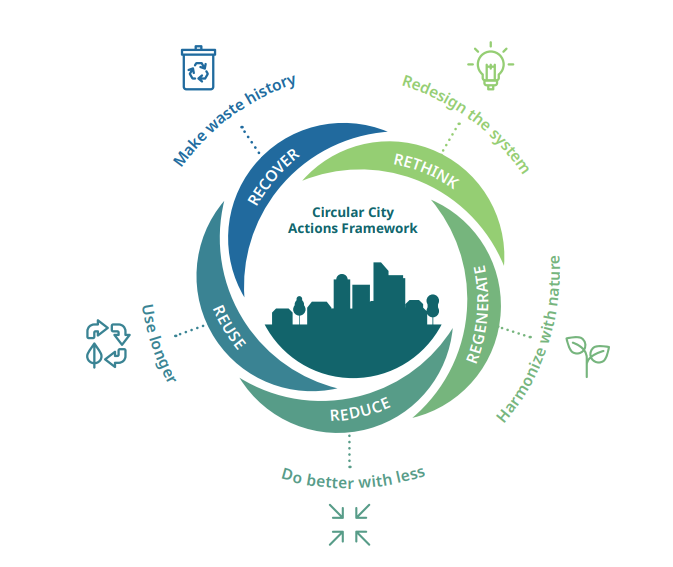 Make waste history
Redesign the system
RECOVER
RETHINK
Circular City
Actions Framework
REGENERATE
Harmonize with nature
REUSE
Use longer
REDUCE
Do better with less